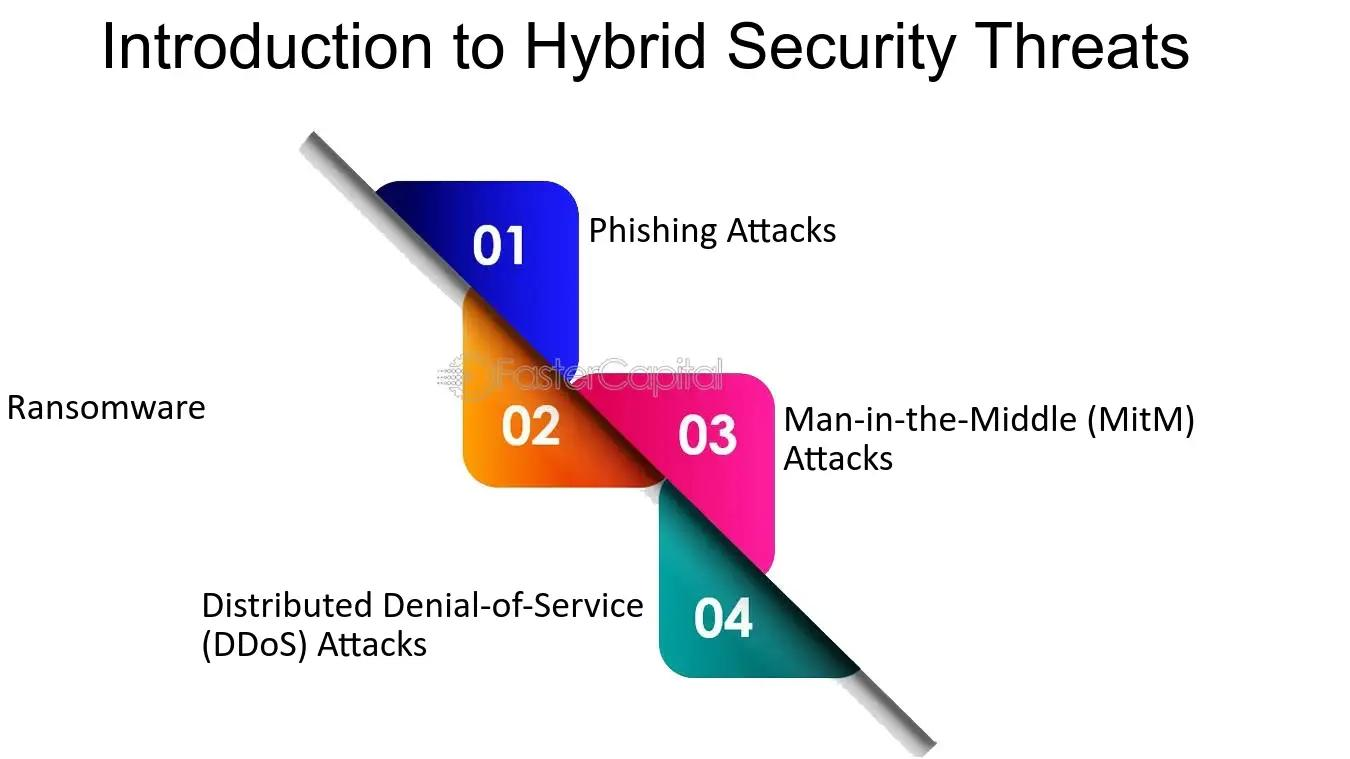 Introduction to Hybrid Security Threats
01
Phishing Attacks
FasterCapital
Ransomware
02
03
Man-in-the-Middle (MitM)
Attacks
Distributed Denial-of-Service
(DDoS) Attacks
04